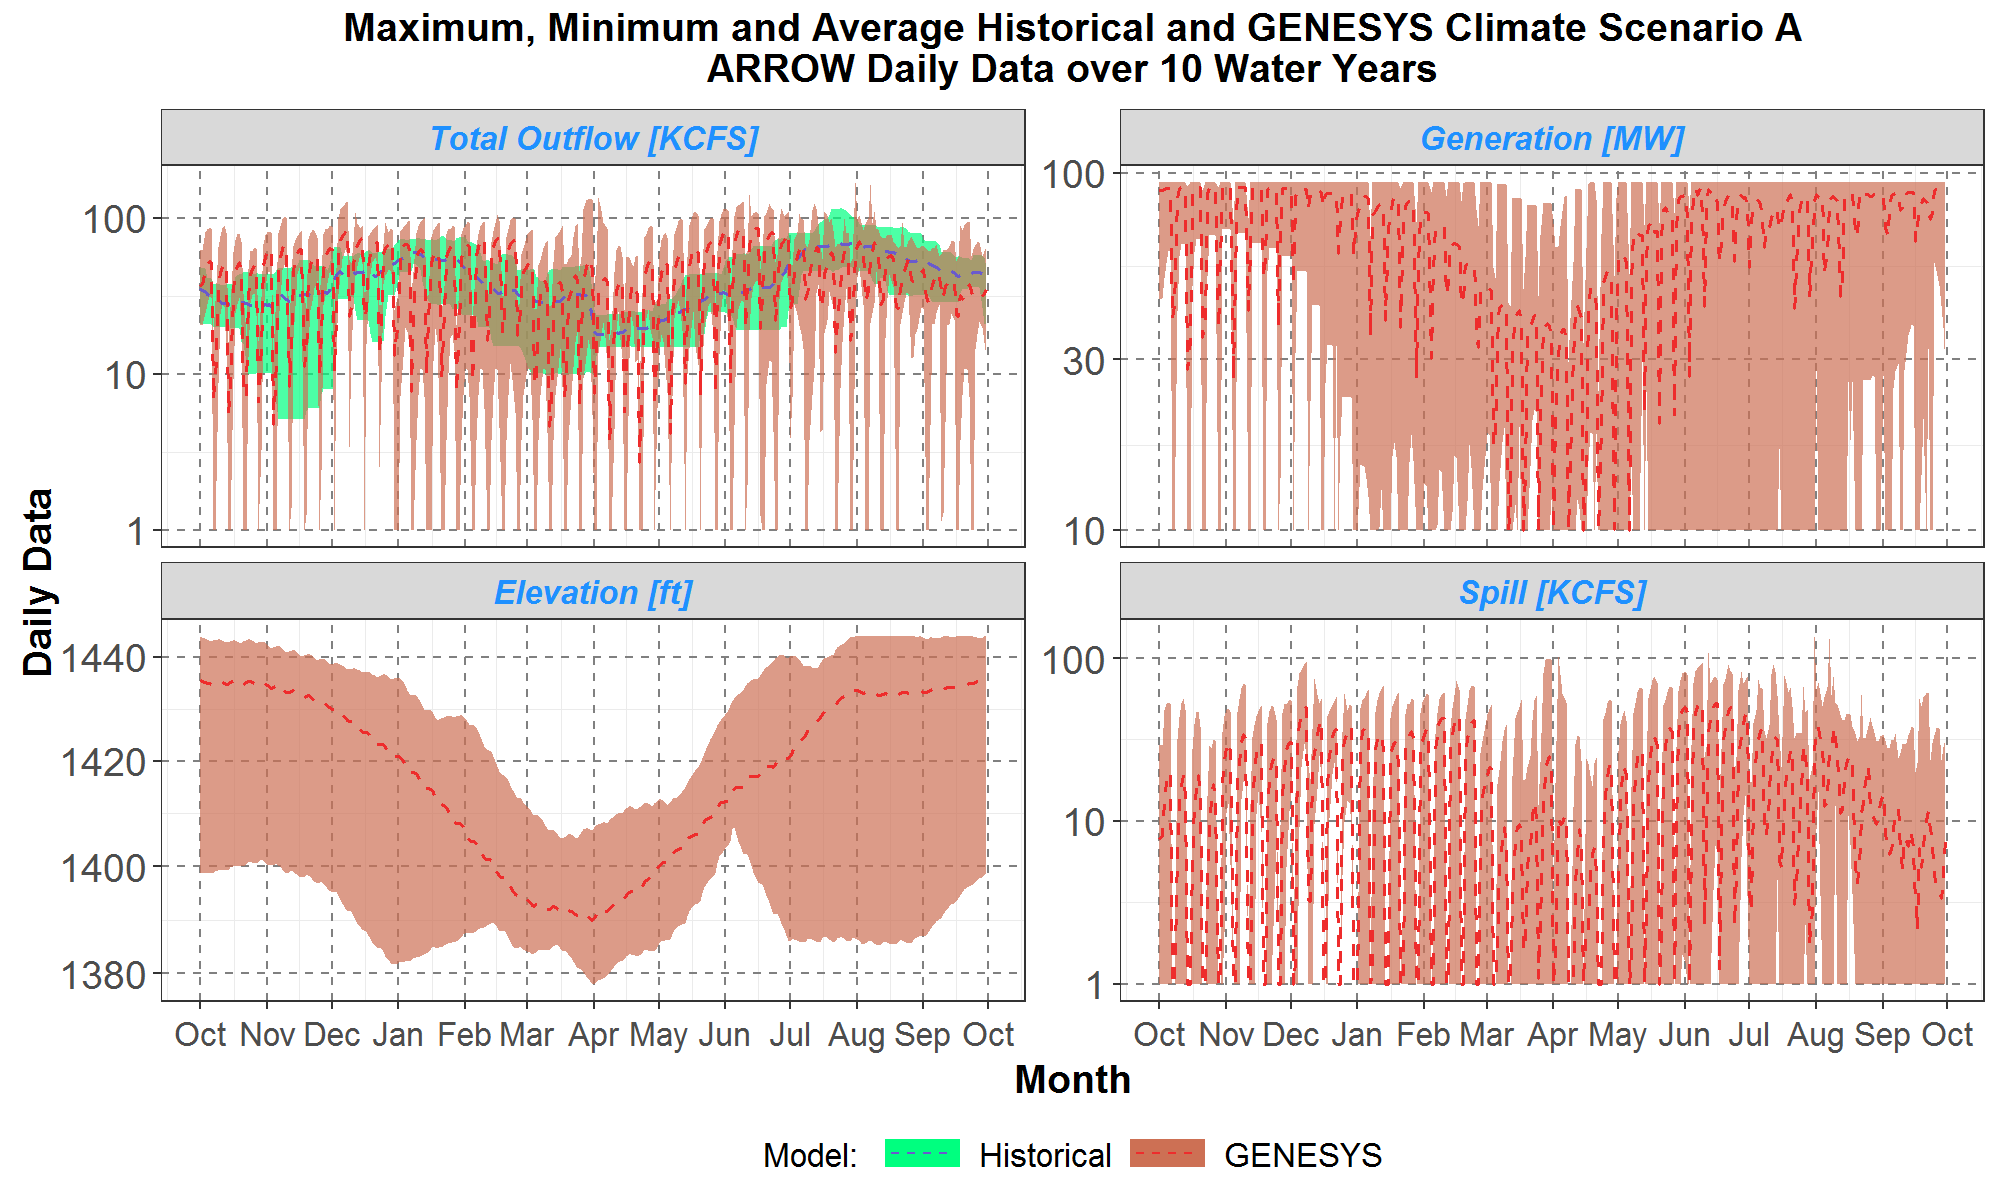 Maximum, Minimum and Average Historical and GENESYS Climate Scenario A
ARROW Daily Data over 10 Water Years
Total Outflow [KCFS]
100
10
1
Generation [MW]
100
30
10
Daily Data
Elevation [ft]
1440
1420
1400
1380
Oct Nov Dec Jan Feb Mar Apr May Jun Jul Aug Sep Oct
Spill [KCFS]
100
10
1
Oct Nov Dec Jan Feb Mar Apr May Jun Jul Aug Sep Oct
Month
Model: Historical GENESYS